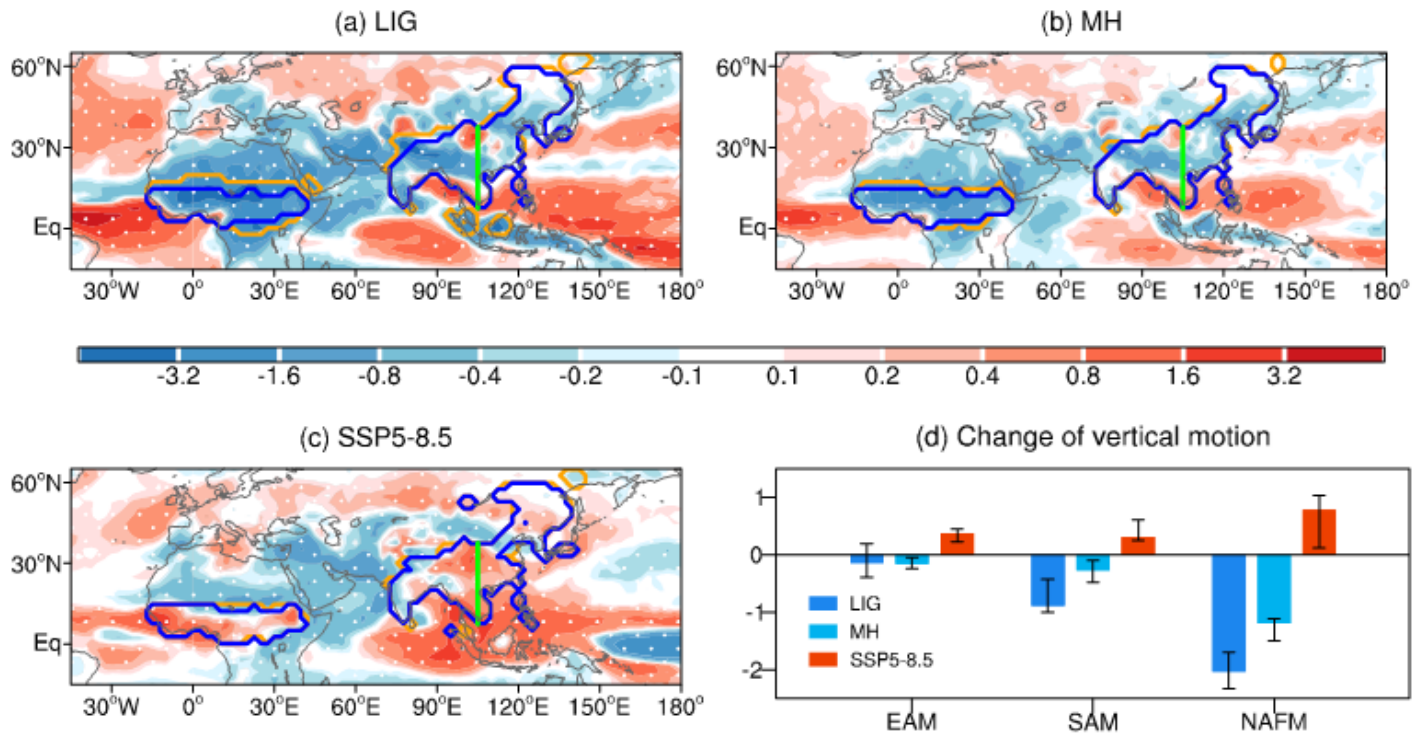 (a) LIG
(b) MH
60°N
30°N
Eq
30°W 0° 30°E 60°E 90°E 120°E 150°E 180°
60°N
30°N
Eq
30°W 0° 30°E 60°E 90°E 120°E 150°E 180°
-3.2 -1.6 -0.8 -0.4 -0.2 -0.1 0.1 0.2 0.4 0.8 1.6 3.2
(c) SSP5-8.5
(d) Change of vertical motion
60°N
30°N
Eq
30°W 0° 30°E 60°E 90°E 120°E 150°E 180°
1
0
-1
-2
LIG
MH
SSP5-8.5
EAM SAM NAFM